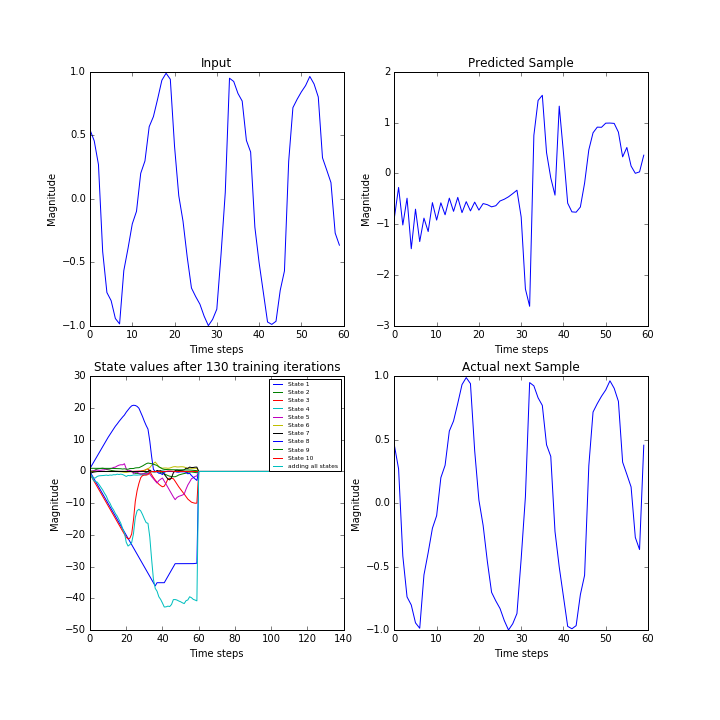 Input
1.0
0.5
0.0
−0.5
−1.0
Magnitude
0 10 20 30 40 50 60
Time steps
Predicted Sample
2
1
0
−1
−2
−3
Magnitude
0 10 20 30 40 50 60
Time steps
State values after 130 training iterations
30
20
10
0
−10
−20
−30
−40
−50
Magnitude
State 1
State 2
State 3
State 4
State 5
State 6
State 7
State 8
State 9
State 10
adding all states
0 20 40 60 80 100 120 140
Time steps
Actual next Sample
1.0
0.5
0.0
−0.5
−1.0
Magnitude
0 10 20 30 40 50 60
Time steps